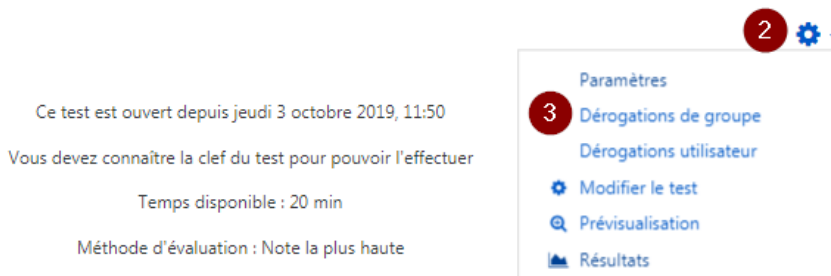 2
Paramètres
3
Dérogations de groupe
Dérogations utilisateur
Modifier le test
Prévisualisation
Résultats
Ce test est ouvert depuis jeudi 3 octobre 2019, 11:50
Vous devez connaître la clef du test pour pouvoir l'effectuer
Temps disponible : 20 min
Méthode d'évaluation : Note la plus haute